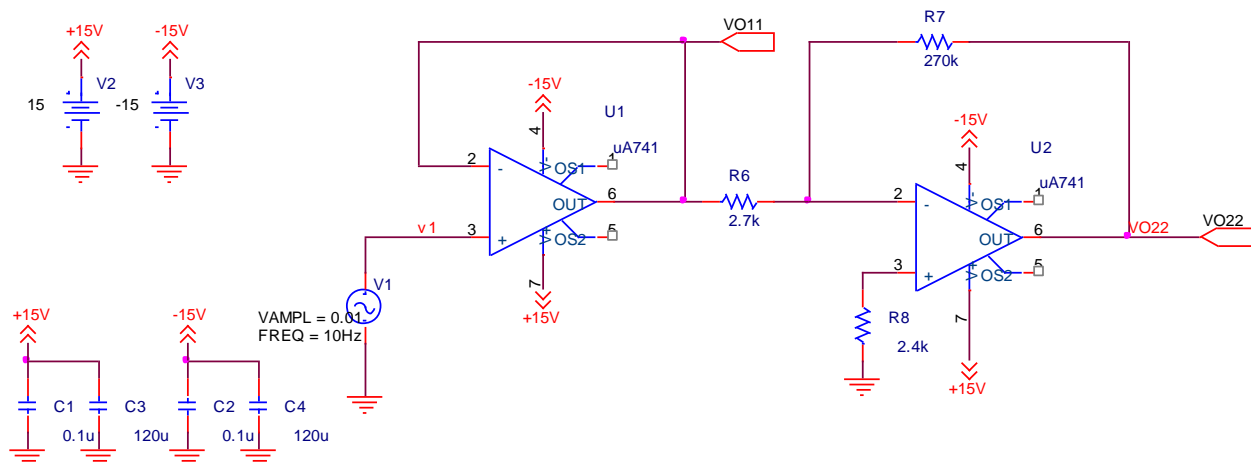 +15V
-15V
V2
15
V3
-15
VO11
R7
270k
-15V
4
U1
uA741
2
-
V-
OS1
1
OUT
6
3
+
V+
OS2
5
7
+15V
v1
R6
2.7k
-15V
4
U2
uA741
2
-
V-
OS1
1
OUT
6
VO22
VO22
3
+
V+
OS2
5
7
+15V
R8
2.4k
V1
VAMPL = 0.01
FREQ = 10Hz
+15V
-15V
C1
0.1u
C3
120u
C2
0.1u
C4
120u